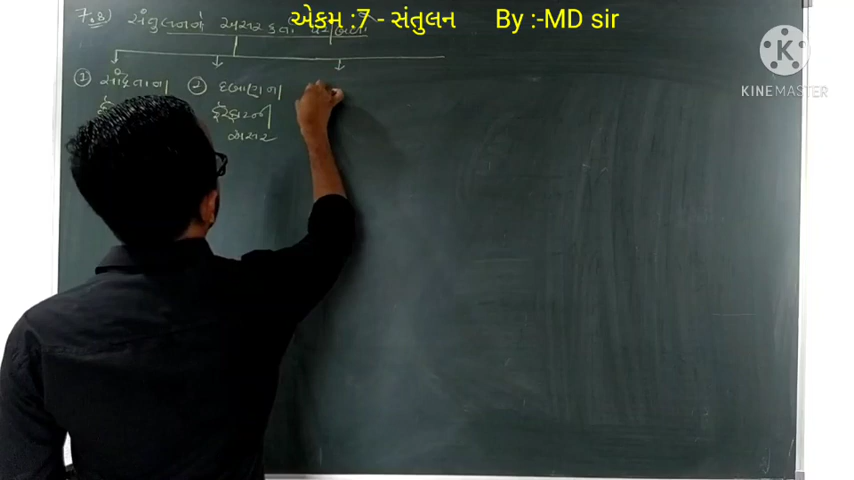 એકમ :7 - સંતુલન By :-MD sir
7.8) સંતુલનને અસર કરતા પરિબળો
KINEMASTER
① સાંદ્રતાના ② દબાણના
ફેરફારની
અસર